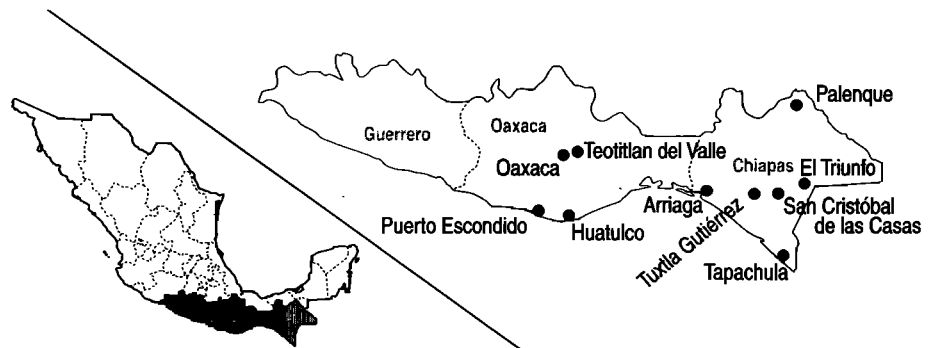 Palenque
Guerrero
Oaxaca
Oaxaca
Teotitlan del Valle
Chiapas
El Triunfo
Arriaga
Tuxtla Gutiérrez
San Cristóbal
de las Casas
Puerto Escondido
Huatulco
Tapachula